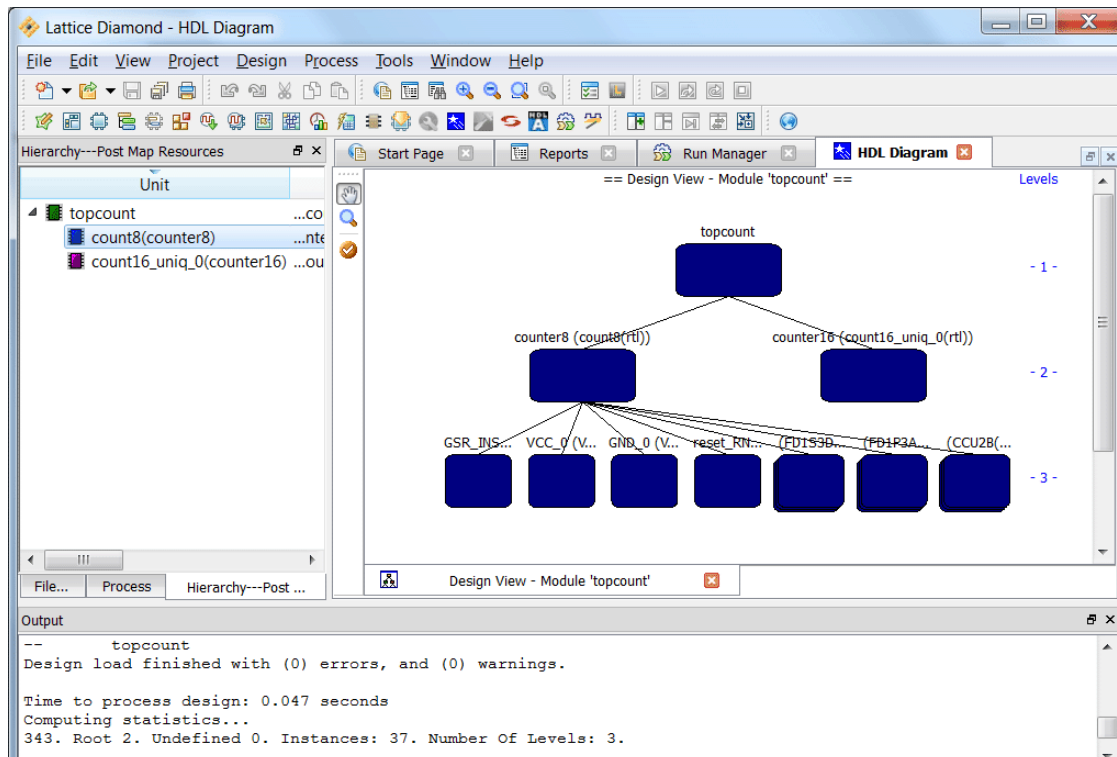 Lattice Diamond - HDL Diagram
File Edit View Project Design Process Tools Window Help
Hierarchy---Post Map Resources
Start Page
Reports
Run Manager
HDL Diagram
Unit
topcount ...co
count8(counter8) ...nte
count16_uniq_0(counter16) ...ou
== Design View - Module 'topcount' ==
Levels
topcount
- 1 -
counter8 (count8(rtl))
counter16 (count16_uniq_0(rtl))
- 2 -
GSR_INS... VCC_0 (V... GND_0 (V... reset_RN... (FD1S3D... (FD1P3A... (CCU2B(...
- 3 -
File... Process Hierarchy---Post ...
Design View - Module 'topcount'
Output
-- topcount
Design load finished with (0) errors, and (0) warnings.
Time to process design: 0.047 seconds
Computing statistics...
343. Root 2. Undefined 0. Instances: 37. Number Of Levels: 3.